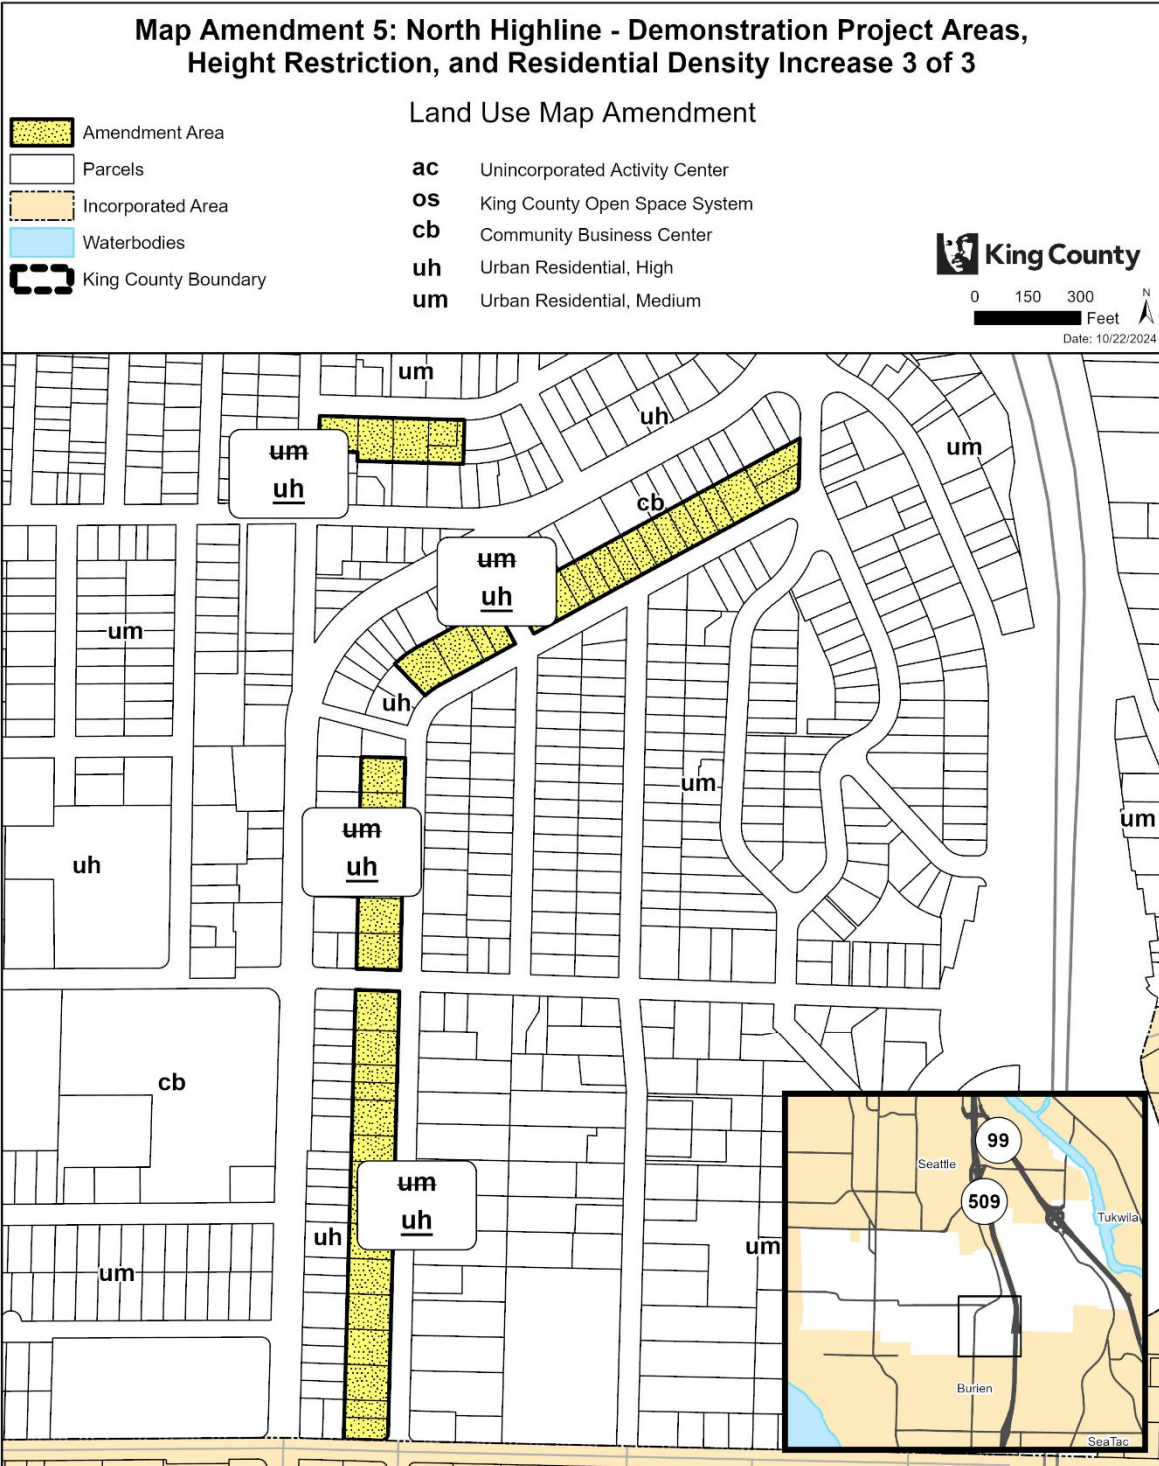 Map Amendment 5: North Highline - Demonstration Project Areas,
Height Restriction, and Residential Density Increase 3 of 3
Land Use Map Amendment
Amendment Area
Parcels
Incorporated Area
Waterbodies
King County Boundary
ac Unincorporated Activity Center
os King County Open Space System
cb Community Business Center
uh Urban Residential, High
um Urban Residential, Medium
King County
0 150 300
Feet
N
Date: 10/22/2024
um
uh
um
um
uh
cb
um
uh
um
uh
um
um
uh
uh
um
cb
um
uh
uh
um
um
99
Seattle
509
Tukwila
Burien
SeaTac